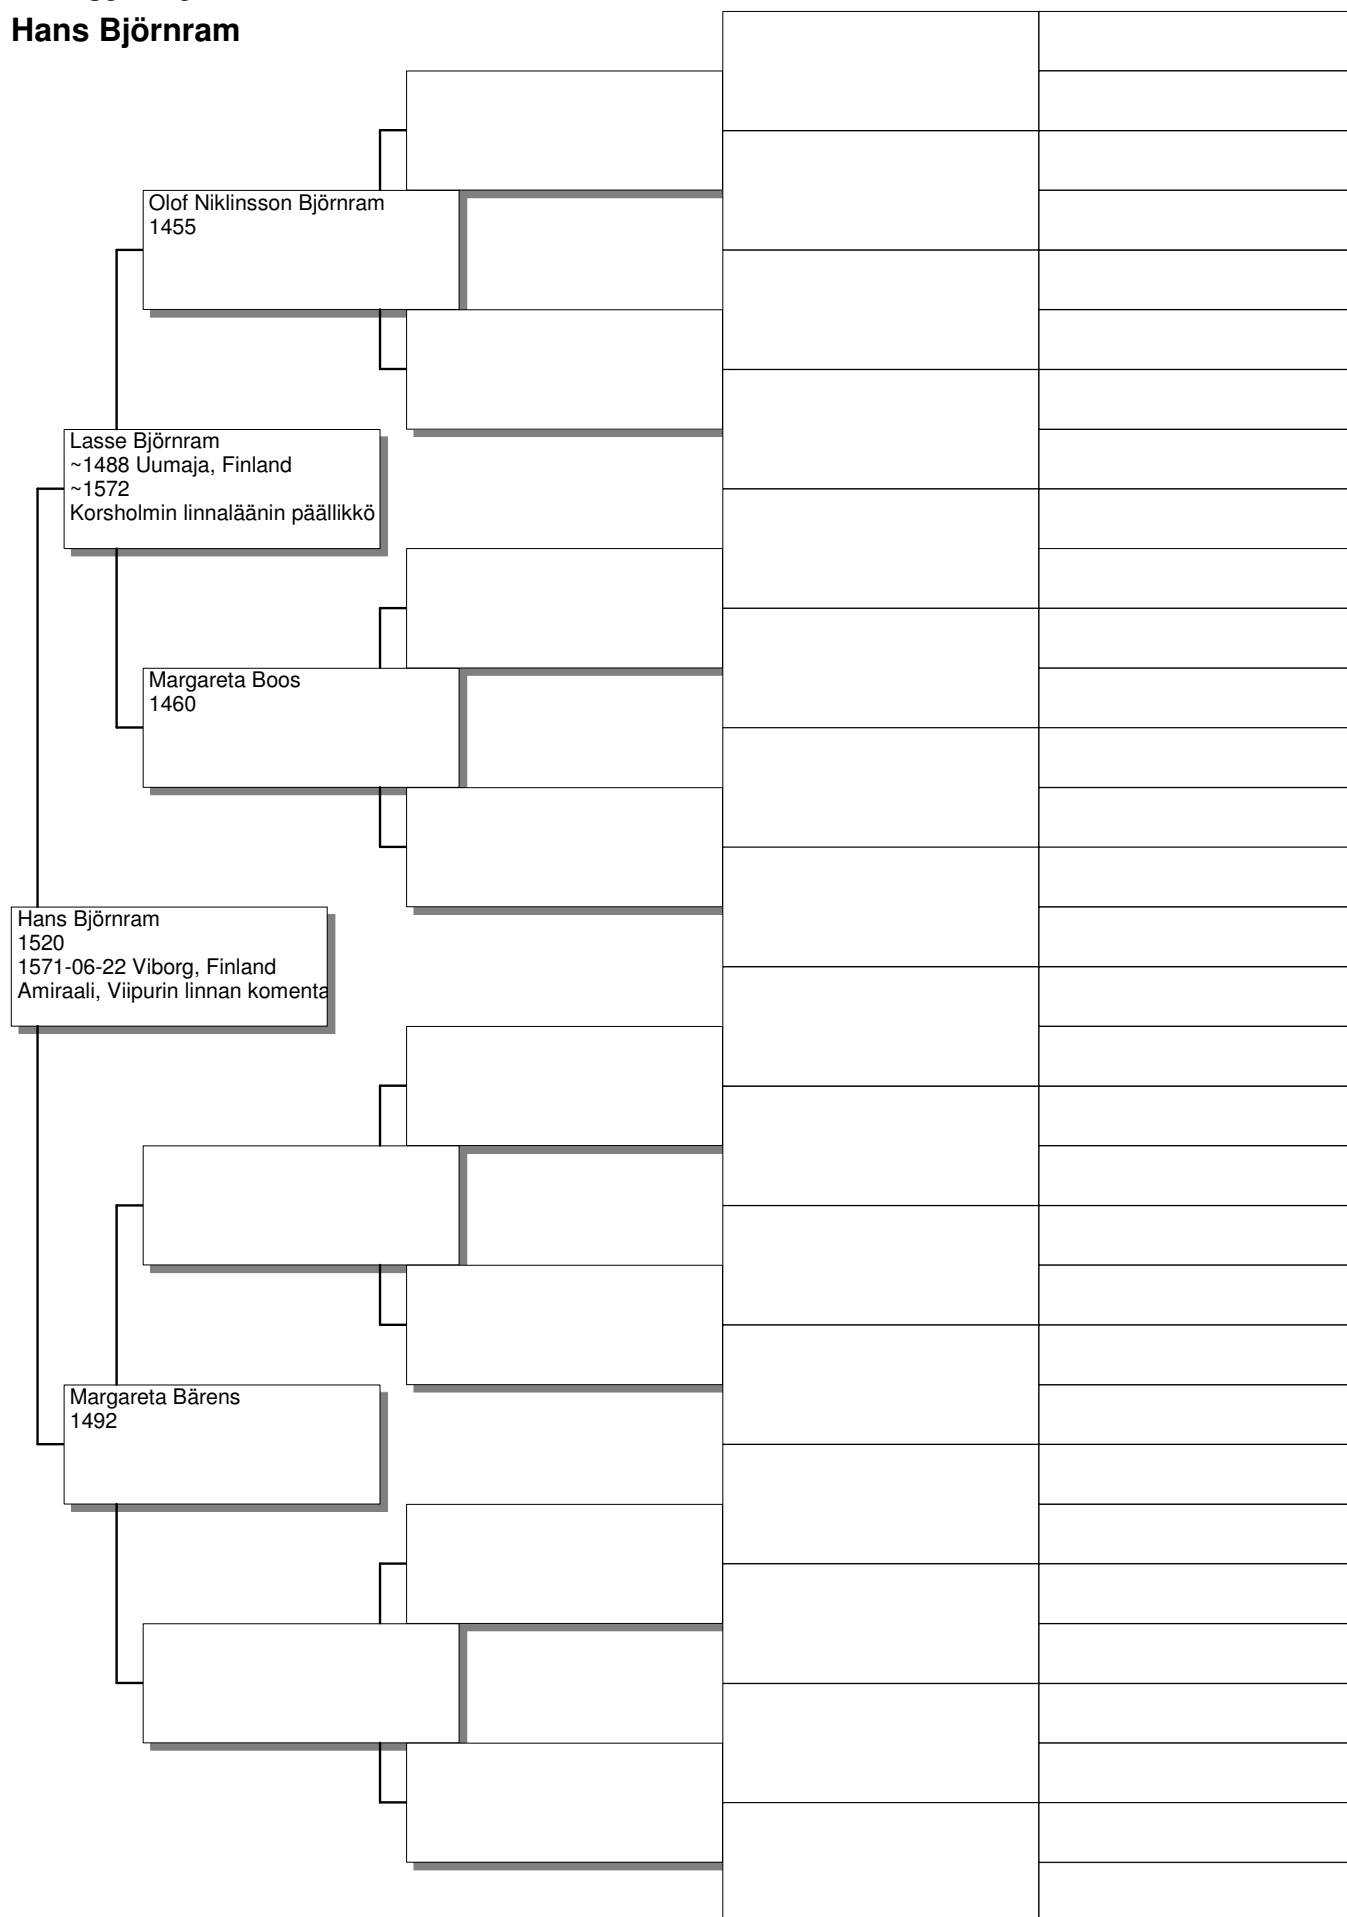 Hans Björnram
Olof Niklinsson Björnram
1455
Lasse Björnram
~1488 Uumaja, Finland
~1572
Korsholmin linnaläänin päällikkö
Margareta Boos
1460
Hans Björnram
1520
1571-06-22 Viborg, Finland
Amiraali, Viipurin linnan komenta
Margareta Bärens
1492